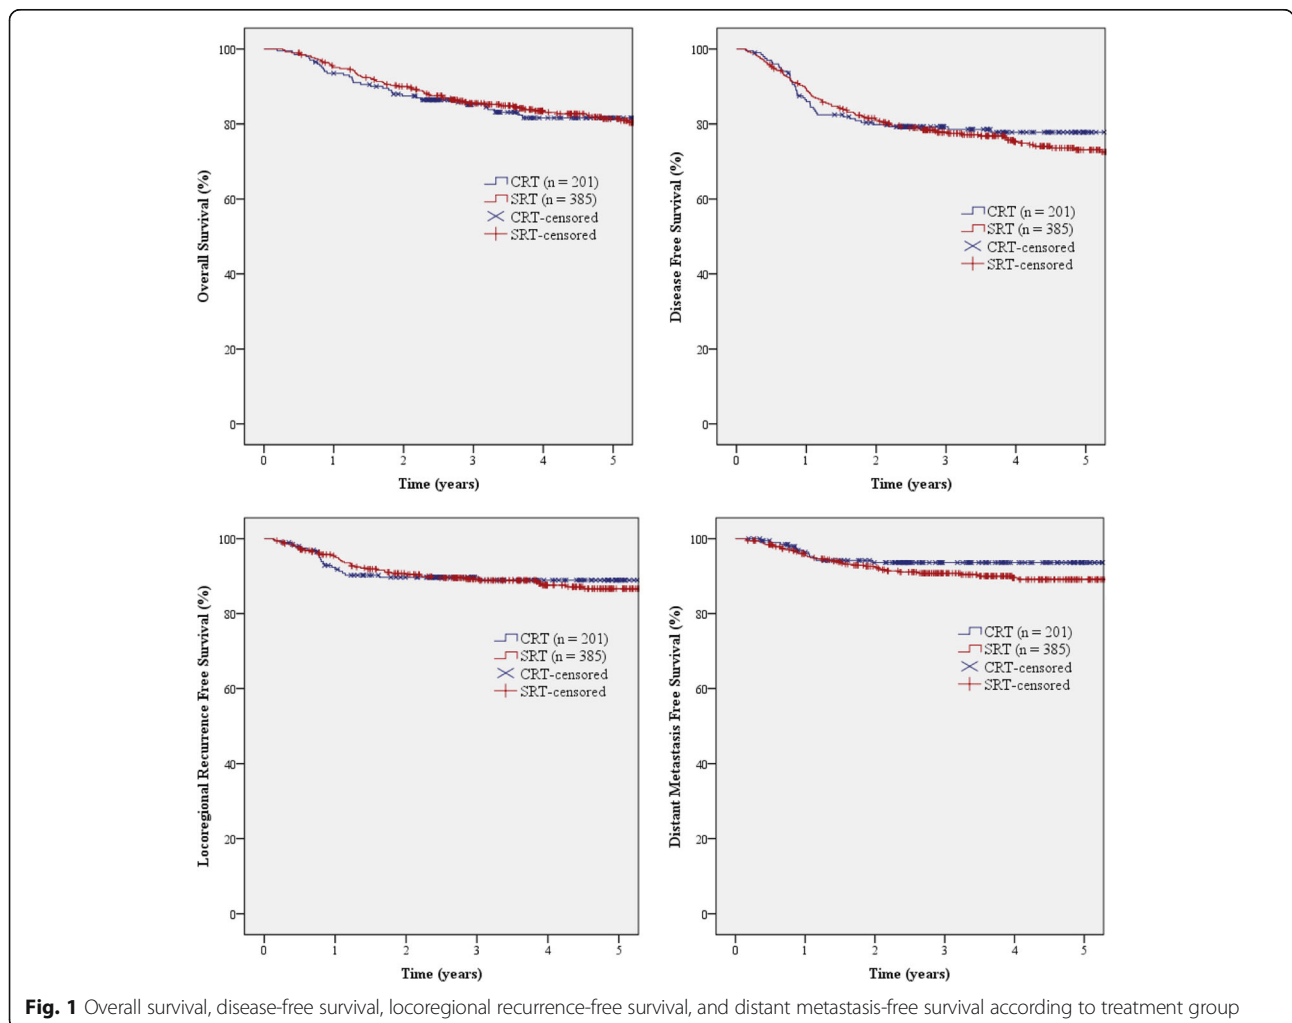 100
80
60
40
20
0
Overall Survival (%)
CRT (n = 201)
SRT (n = 385)
CRT-censored
SRT-censored
0 1 2 3 4 5
Time (years)
100
80
60
40
20
0
Disease Free Survival (%)
CRT (n = 201)
SRT (n = 385)
CRT-censored
SRT-censored
0 1 2 3 4 5
Time (years)
100
80
60
40
20
0
Locoregional Recurrence Free Survival (%)
CRT (n = 201)
SRT (n = 385)
CRT-censored
SRT-censored
0 1 2 3 4 5
Time (years)
100
80
60
40
20
0
Distant Metastasis Free Survival (%)
CRT (n = 201)
SRT (n = 385)
CRT-censored
SRT-censored
0 1 2 3 4 5
Time (years)
Fig. 1 Overall survival, disease-free survival, locoregional recurrence-free survival, and distant metastasis-free survival according to treatment group